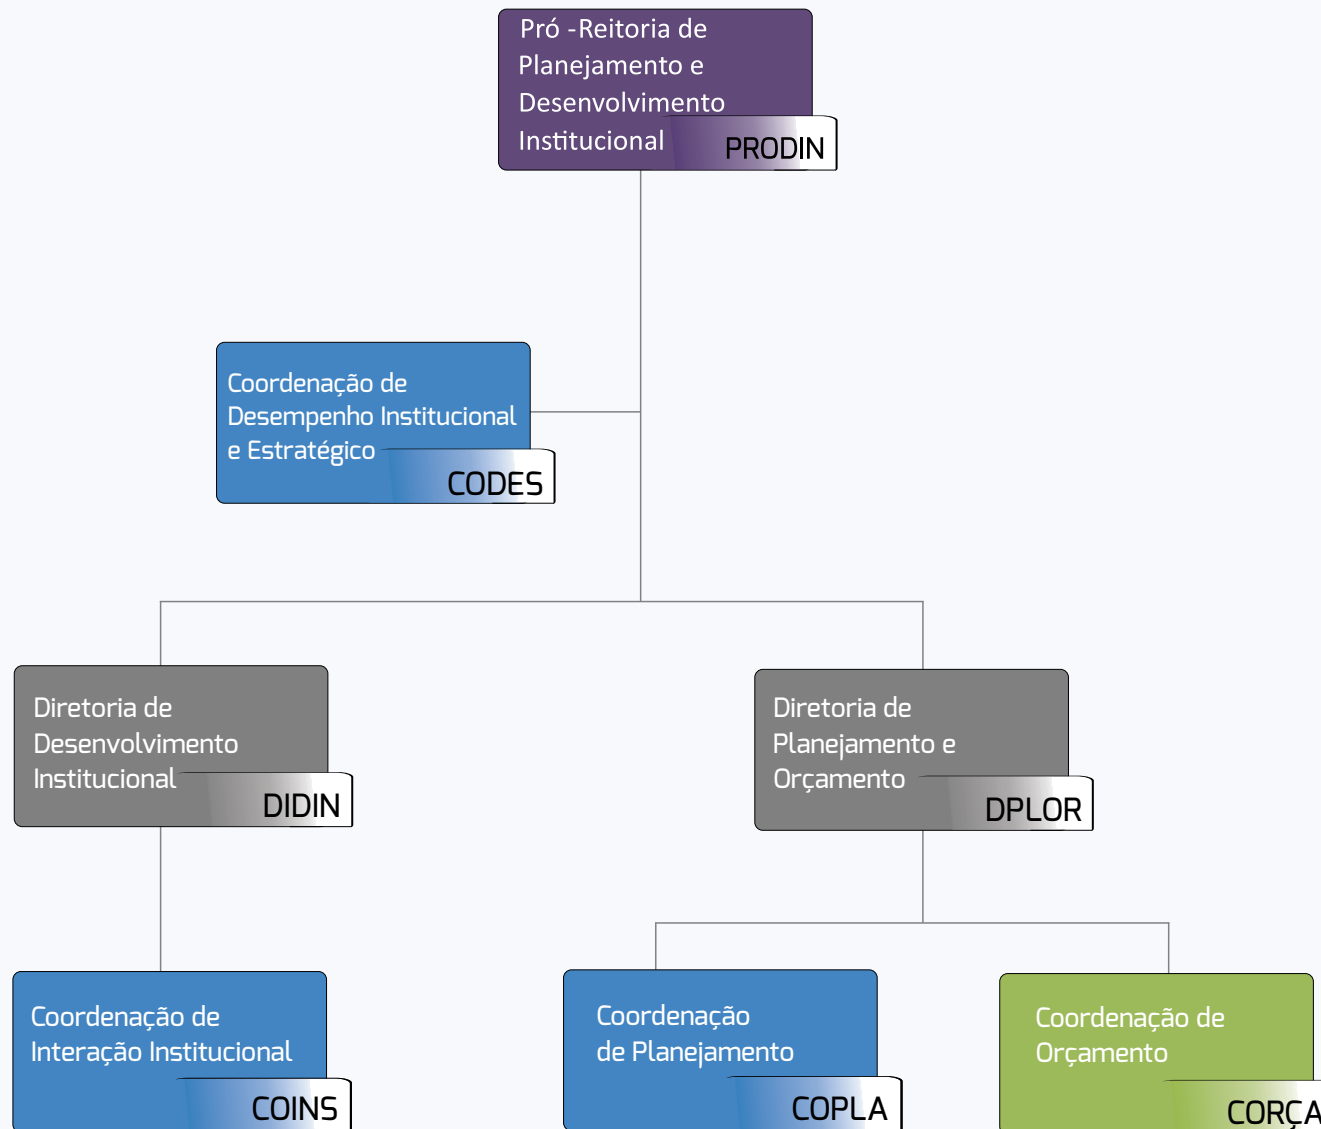 Pró -Reitoria de
Planejamento e
Desenvolvimento
Institucional
PRODIN
Coordenação de
Desempenho Institucional
e Estratégico
CODES
Diretoria de
Desenvolvimento
Institucional
DIDIN
Diretoria de
Planejamento e
Orçamento
DPLOR
Coordenação de
Interação Institucional
COINS
Coordenação
de Planejamento
COPLA
Coordenação de
Orçamento
CORÇA